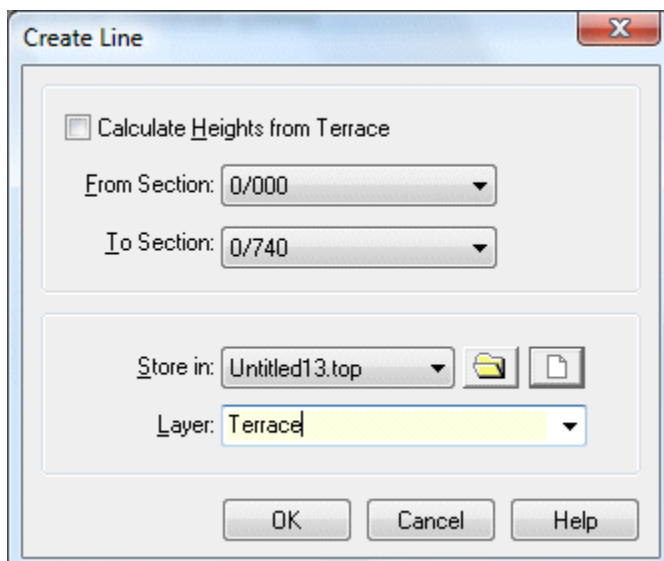 Create Line
Calculate Heights from Terrace
From Section: 0/000
To Section: 0/740
Store in: Untitled13.top
Layer: Terrace
OK Cancel Help